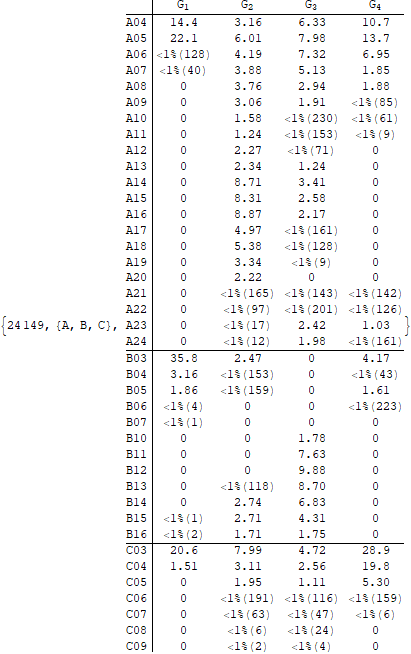 G1 G2 G3 G4
A04 14.4 3.16 6.33 10.7
A05 22.1 6.01 7.98 13.7
A06 <1%(128) 4.19 7.32 6.95
A07 <1%(40) 3.88 5.13 1.85
A08 0 3.76 2.94 1.88
A09 0 3.06 1.91 <1%(85)
A10 0 1.58 <1%(230) <1%(61)
A11 0 1.24 <1%(153) <1%(9)
A12 0 2.27 <1%(71) 0
A13 0 2.34 1.24 0
A14 0 8.71 3.41 0
A15 0 8.31 2.58 0
A16 0 8.87 2.17 0
A17 0 4.97 <1%(161) 0
A18 0 5.38 <1%(128) 0
A19 0 3.34 <1%(9) 0
A20 0 2.22 0 0
A21 0 <1%(165) <1%(143) <1%(142)
A22 0 <1%(97) <1%(201) <1%(126)
{24149, {A, B, C}, A23 0 <1%(17) 2.42 1.03 }
A24 0 <1%(12) 1.98 <1%(161)
B03 35.8 2.47 0 4.17
B04 3.16 <1%(153) 0 <1%(43)
B05 1.86 <1%(159) 0 1.61
B06 <1%(4) 0 0 <1%(223)
B07 <1%(1) 0 0 0
B10 0 0 1.78 0
B11 0 0 7.63 0
B12 0 0 9.88 0
B13 0 <1%(118) 8.70 0
B14 0 2.74 6.83 0
B15 <1%(1) 2.71 4.31 0
B16 <1%(2) 1.71 1.75 0
C03 20.6 7.99 4.72 28.9
C04 1.51 3.11 2.56 19.8
C05 0 1.95 1.11 5.30
C06 0 <1%(191) <1%(116) <1%(159)
C07 0 <1%(63) <1%(47) <1%(6)
C08 0 <1%(6) <1%(24) 0
C09 0 <1%(2) <1%(4) 0